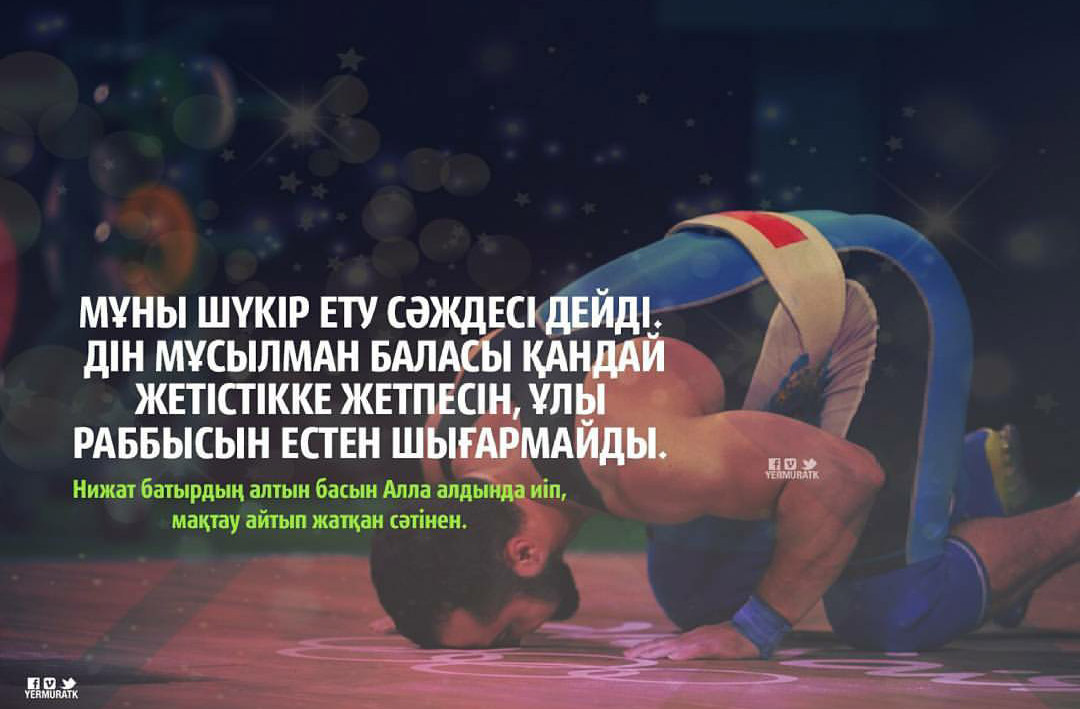 МҰНЫ ШҮКІР ЕТУ СӘЖДЕСІ ДЕЙДІ.
ДІН МҰСЫЛМАН БАЛАСЫ ҚАНДАЙ
ЖЕТІСТІККЕ ЖЕТПЕСІН, ҰЛЫ
РАББЫСЫН ЕСТЕН ШЫҒАРМАЙДЫ.
Нижат батырдың алтын басын Алла алдында иіп,
мақтау айтып жатқан сәтінен.
YERMURATK
YERMURATK